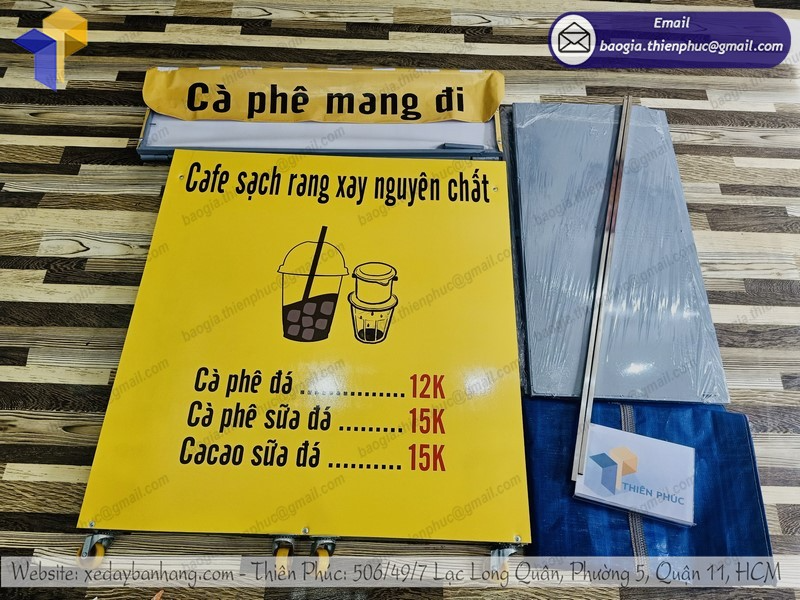 Email
baogia.thienphuc@gmail.com
Cà phê mang đi
Cafe sạch rang xay nguyên chất
Cà phê đá ............... 12K
Cà phê sữa đá ......... 15K
Cacao sữa đá .......... 15K
THIÊN PHÚC
Website: xedaybanhang.com - Thiên Phúc: 506/49/7 Lạc Long Quân, Phường 5, Quận 11, HCM